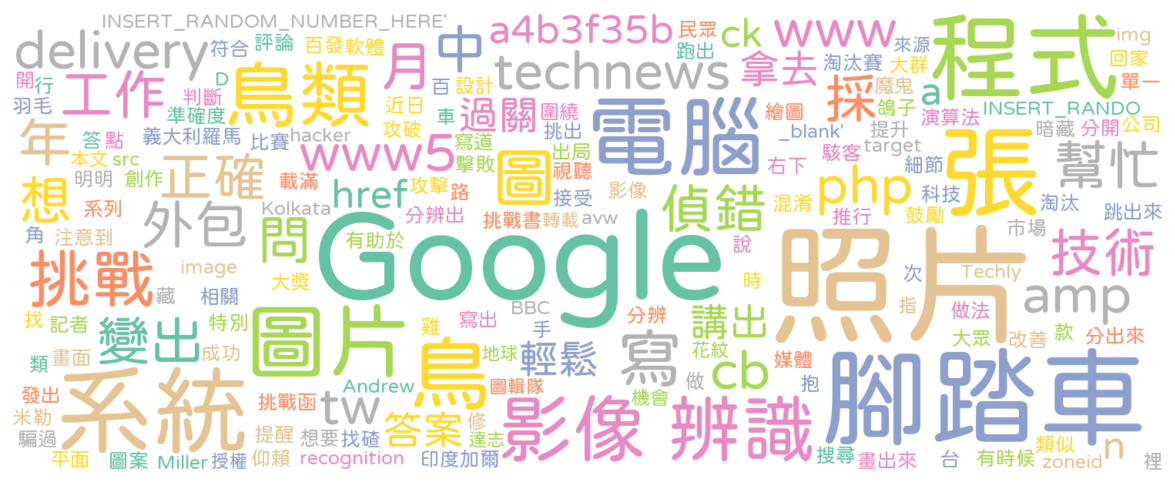 INSERT_RANDOM_NUMBER_HERE'
delivery
符合
評論
百發
軟體
中
a4b3f35b
民眾
ck
www
來源
程式
img
開
行
工作
D
鳥類
月
百
設計
technews
跑出
拿去
淘汰賽
大群
回家
單一
羽毛
判斷
準確度
近日
車
電腦
繪圖
魔鬼
採
a
INSERT_RANDO
年
答
點
義大利羅馬
比賽
hacker
攻破
過關
圍繞
挑出
_blank'
鴿子
提升
演算法
暗藏
分開
公司
本文
src
正確
www5
寫道
擊敗
圖
出局
視聽
駭客
target
張
幫忙
想
明明
創作
載滿
href
攻擊
路
接受
影像
右下
細節
科技
淘汰
系列
外包
Kolkata
分辨出
挑戰書
轉載
avw
偵錯
混淆
php
推行
鼓勵
跳出來
角
注意到
問
有助於
Google
說
照片
市場
技術
挑戰
image
大獎
時
次
Techly
藏
相關
BBC
手
分辨
講出
指
做法
amp
找
記者
變出
特別
圖片
雞
寫出
地球
輕鬆
寫
花紋
媒體
大眾
改善
款
分出來
類
畫面
成功
鳥
圖輯隊
做
cb
抱
腳踏車
發出
系統
挑戰函
Andrew
tw
機會
米勒
騙過
提醒
想要
找碴
答案
修
達志
影像 辨識
搜尋
類似
n
平面
圖案
Miller
授權
仰賴
recognition
印度加爾
畫出來
台
有時候
zoneid
裡